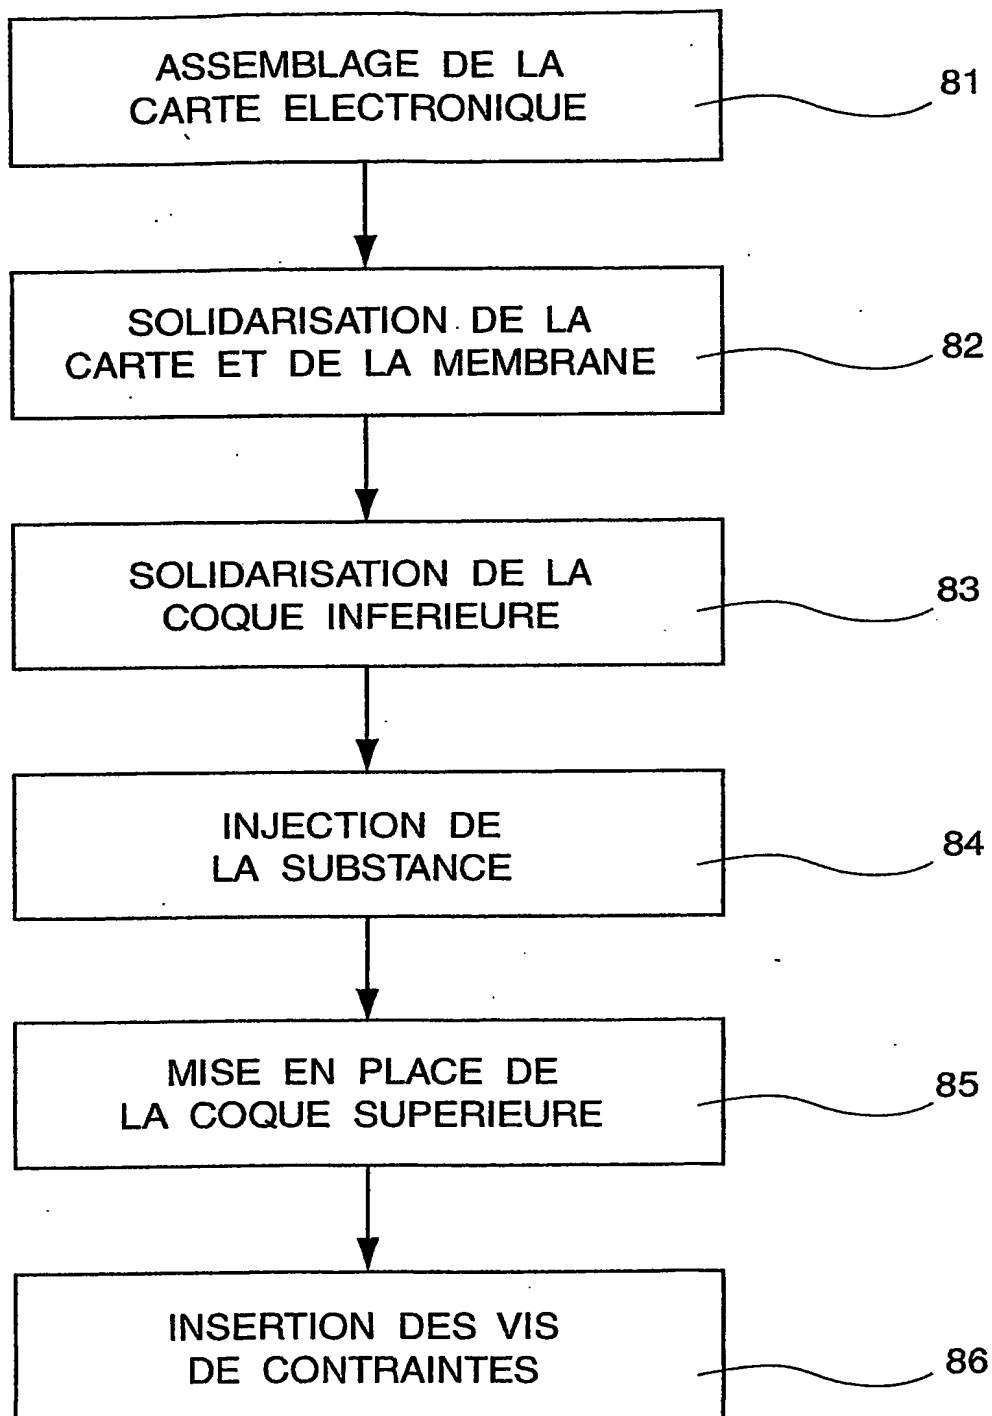 ASSEMBLAGE DE LA
CARTE ELECTRONIQUE
81
SOLIDARISATION DE LA
CARTE ET DE LA MEMBRANE
82
SOLIDARISATION DE LA
COQUE INFERIEURE
83
INJECTION DE
LA SUBSTANCE
84
MISE EN PLACE DE
LA COQUE SUPERIEURE
85
INSERTION DES VIS
DE CONTRAINTES
86